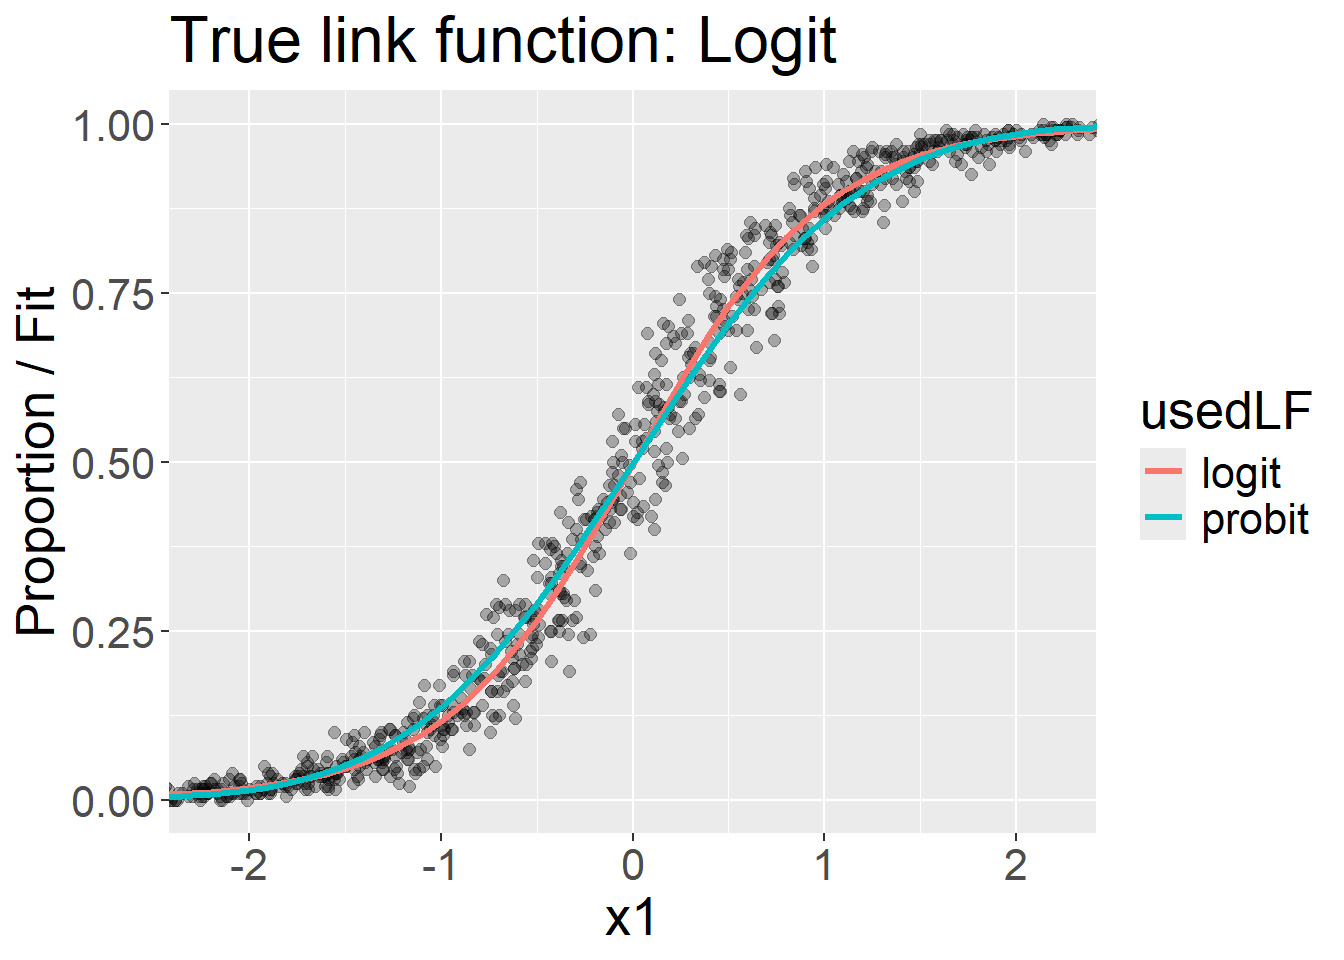 True link function: Logit
Proportion / Fit
1.00
0.75
0.50
0.25
0.00
-2
-1
0
1
2
x1
usedLF
logit
probit